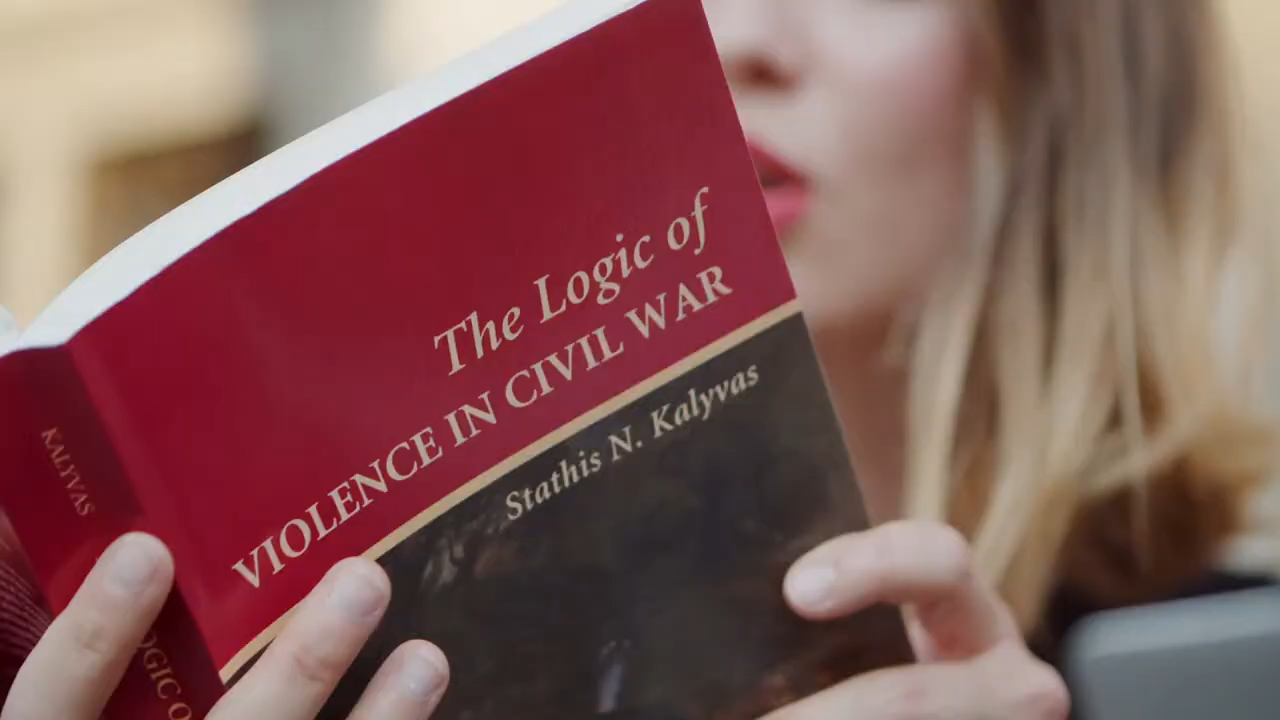 The Logic of
VIOLENCE IN CIVIL WAR
Stathis N. Kalyvas
KALYVAS